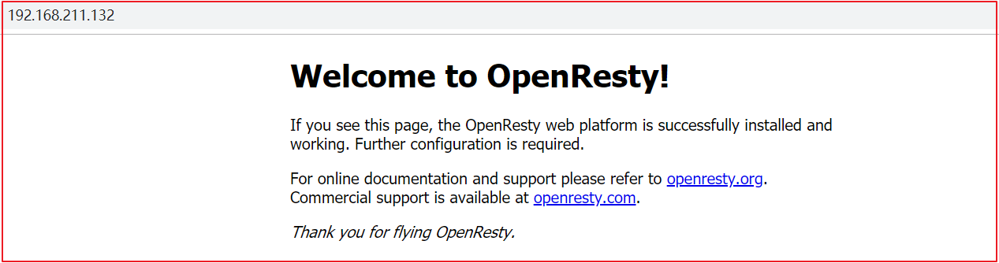 192.168.211.132
Welcome to OpenResty!
If you see this page, the OpenResty web platform is successfully installed and
working. Further configuration is required.
For online documentation and support please refer to openresty.org.
Commercial support is available at openresty.com.
Thank you for flying OpenResty.